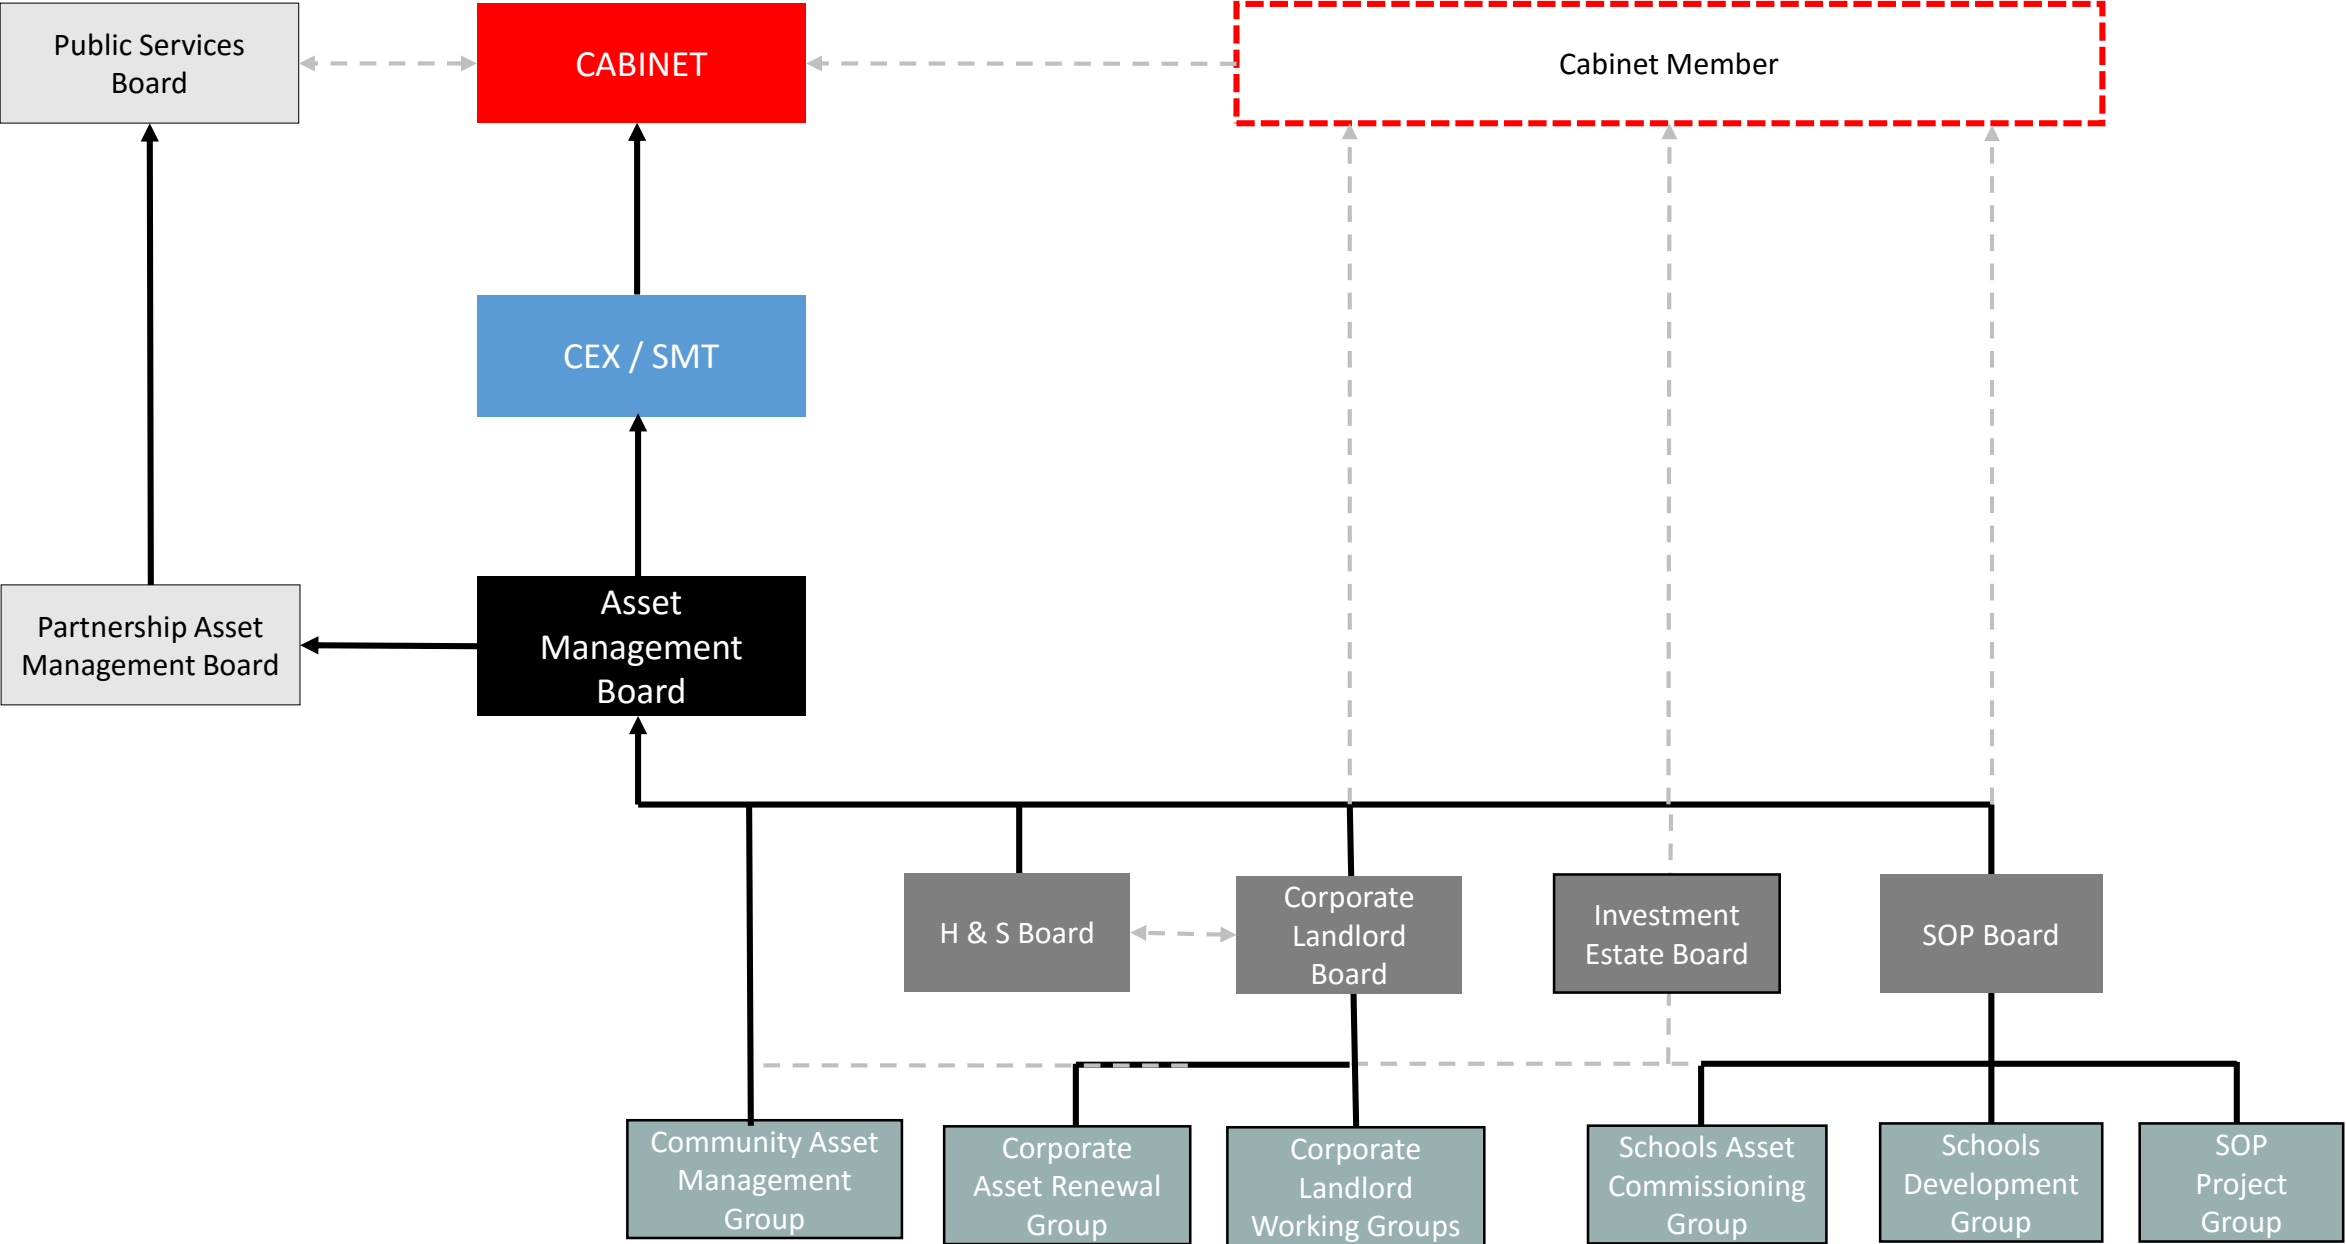 Public Services
Board
CABINET
Cabinet Member
CEX / SMT
Partnership Asset
Management Board
Asset
Management
Board
H & S Board
Corporate
Landlord
Board
Investment
Estate Board
SOP Board
Community Asset
Management
Group
Corporate
Asset Renewal
Group
Corporate
Landlord
Working Groups
Schools Asset
Commissioning
Group
Schools
Development
Group
SOP
Project
Group